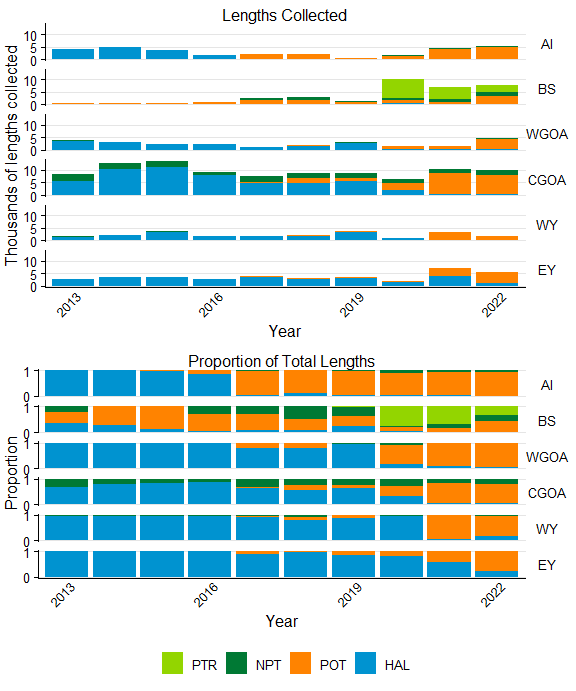 Lengths Collected
Thousands of lengths collected
10
5
0
AI
10
5
0
BS
10
5
0
WGOA
10
5
0
CGOA
10
5
0
WY
10
5
0
EY
2013 2016 2019 2022
Year
Proportion of Total Lengths
Proportion
1
0
AI
1
0
BS
1
0
WGOA
1
0
CGOA
1
0
WY
1
0
EY
2013 2016 2019 2022
Year
PTR NPT POT HAL